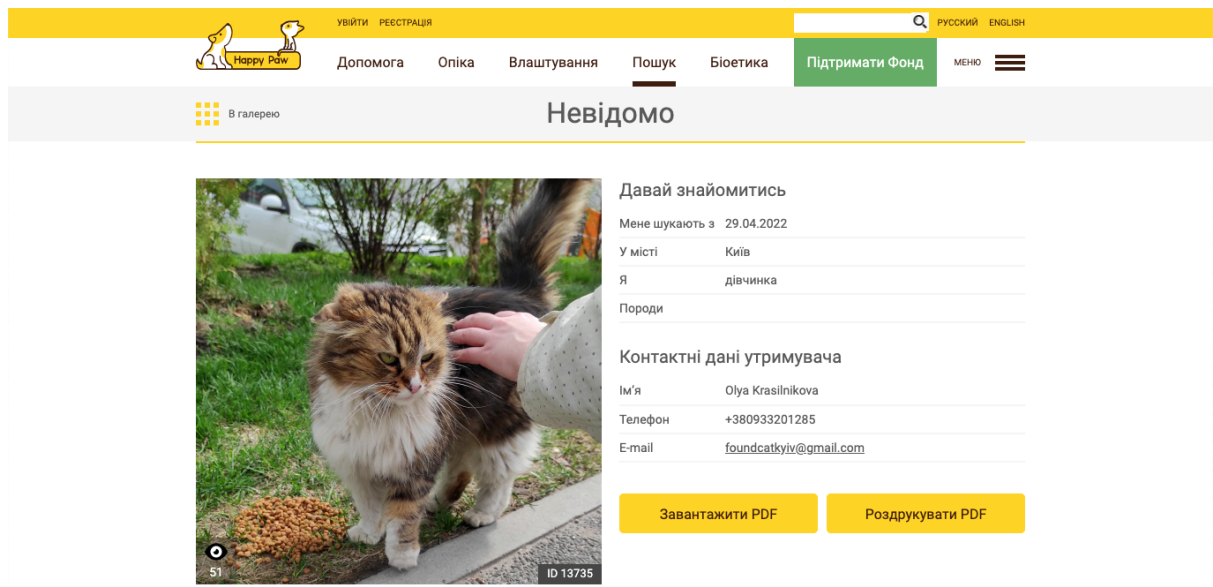 УВІЙТИ РЕЄСТРАЦІЯ
РУССКИЙ ENGLISH
Happy Paw
Допомога Опіка Влаштування Пошук Біоетика Підтримати Фонд МЕНЮ
В галерею
Невідомо
Давай знайомитись
Мене шукають з 29.04.2022
У місті Київ
Я дівчинка
Породи
Контактні дані утримувача
Ім'я Olya Krasilnikova
Телефон +380933201285
E-mail foundcatkyiv@gmail.com
Завантажити PDF Роздрукувати PDF
51
ID 13735